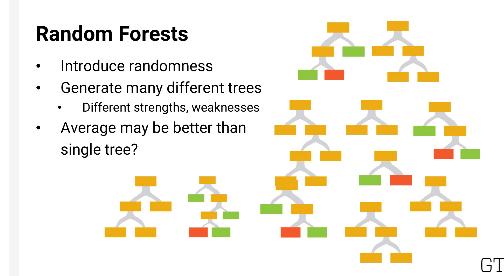 Random Forests
• Introduce randomness
• Generate many different trees
• Different strengths, weaknesses
• Average may be better than
single tree?
GT